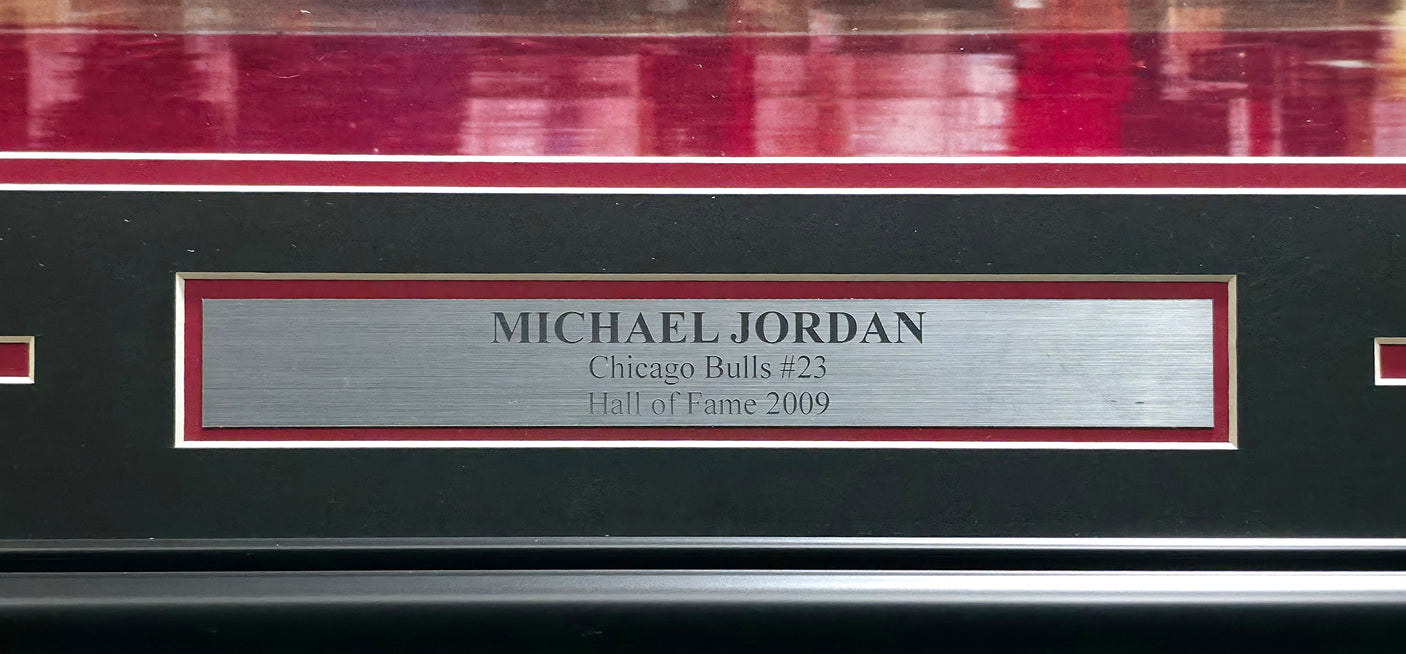 MICHAEL JORDAN
Chicago Bulls #23
Hall of Fame 2009